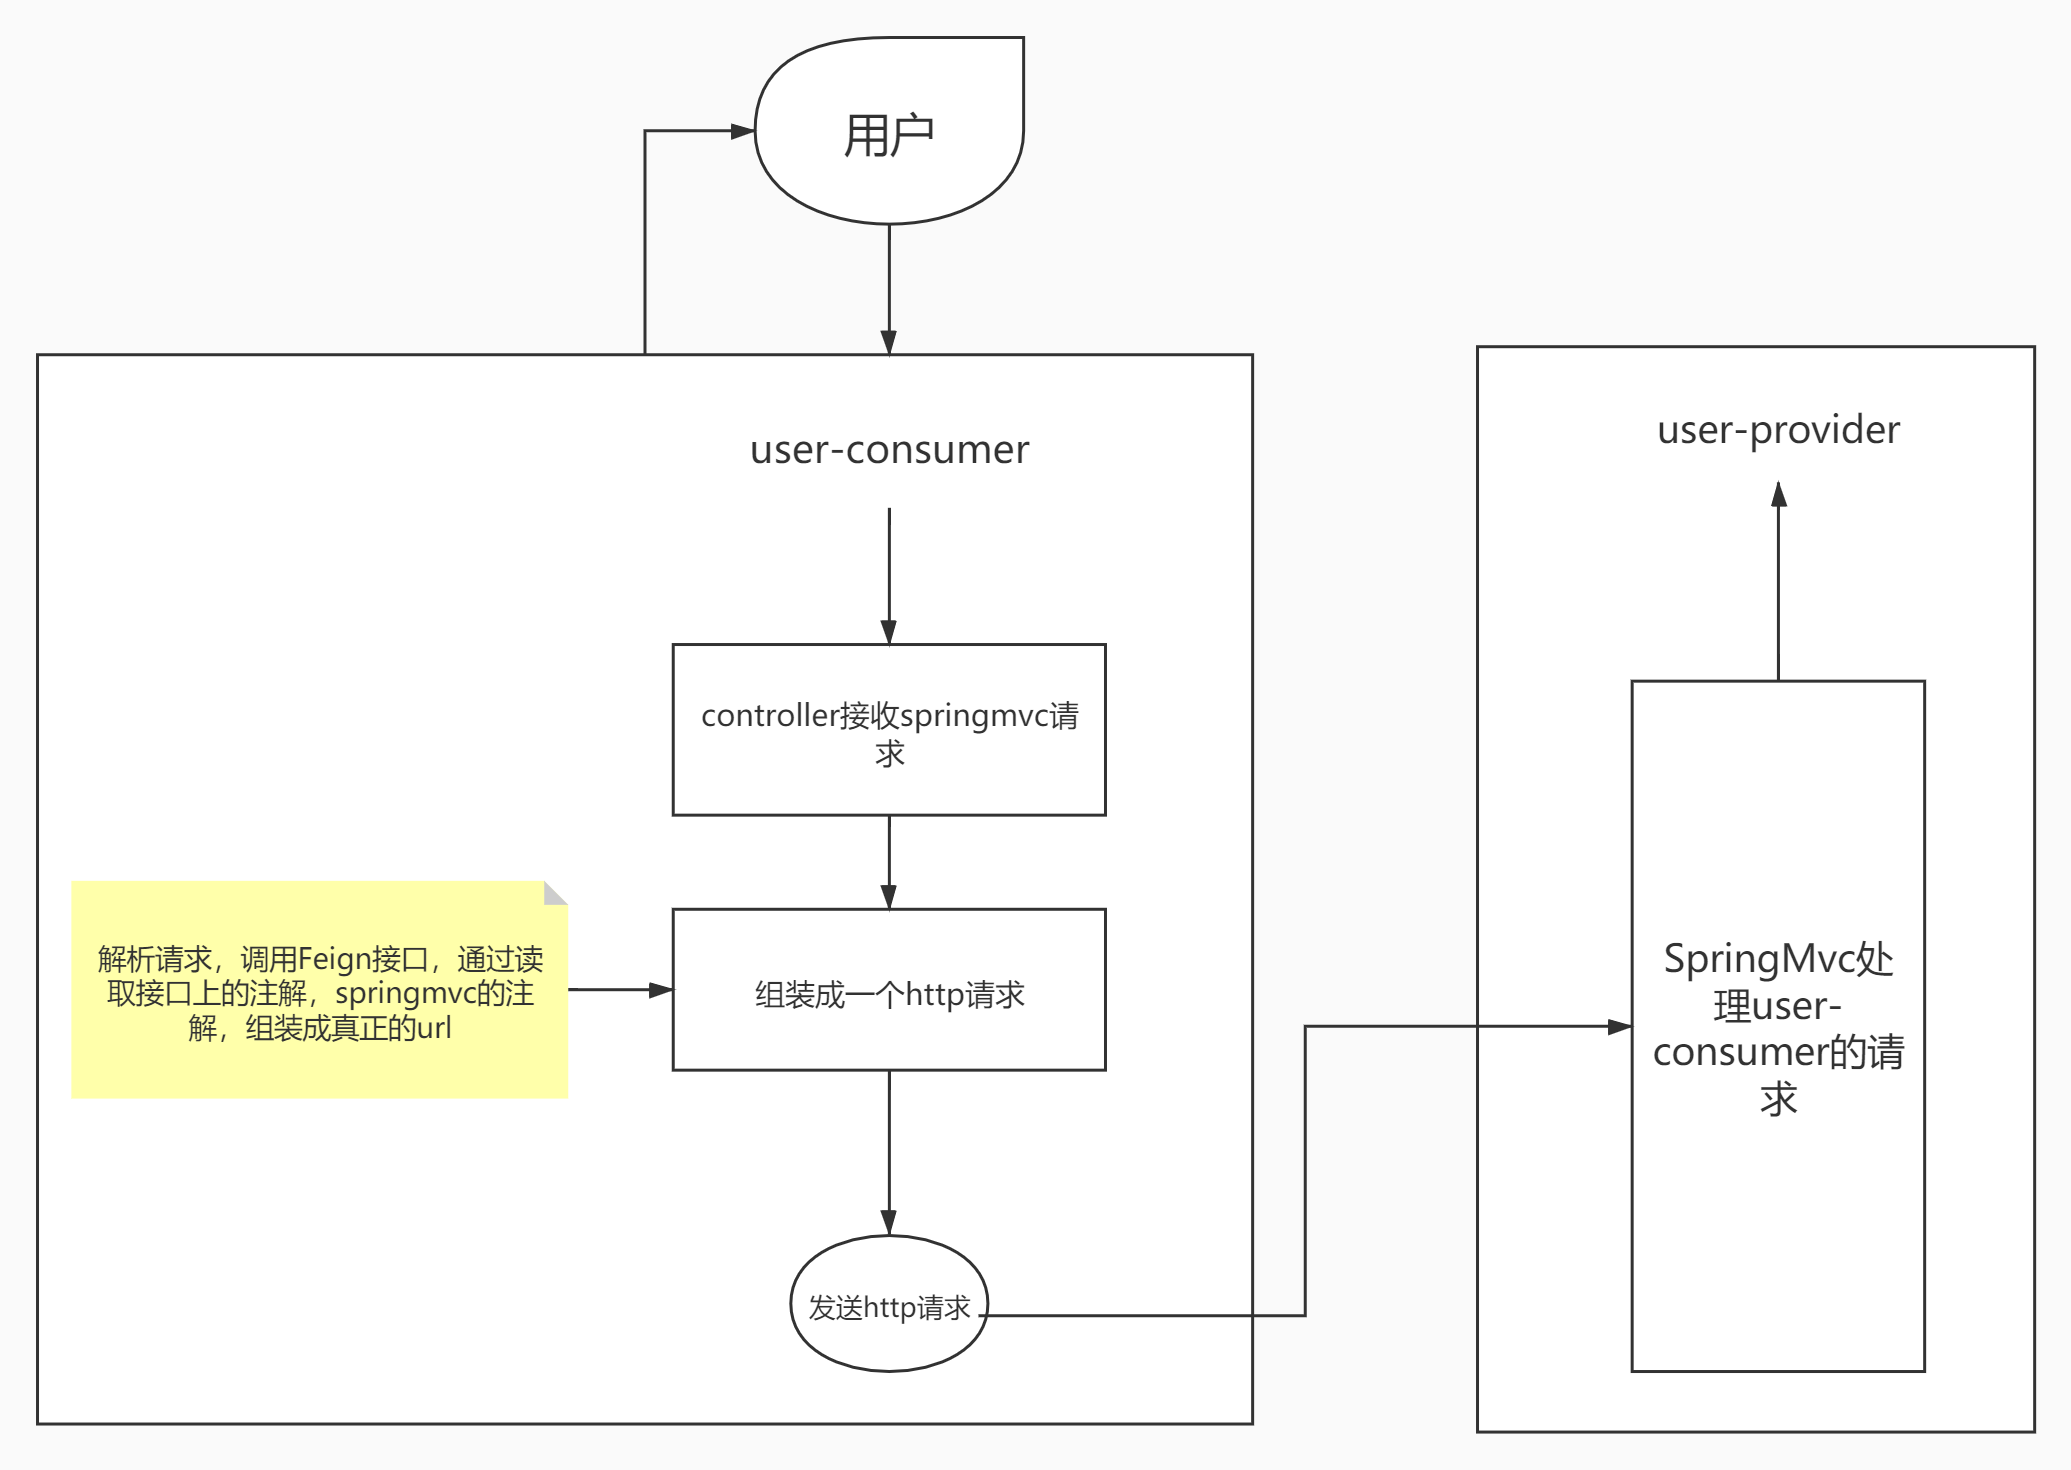 用户
user-consumer
controller接收springmvc请
求
解析请求，调用Feign接口，通过读
取接口上的注解，springmvc的注
解，组装成真正的url
组装成一个http请求
发送http请求
user-provider
SpringMvc处
理user-
consumer的请
求